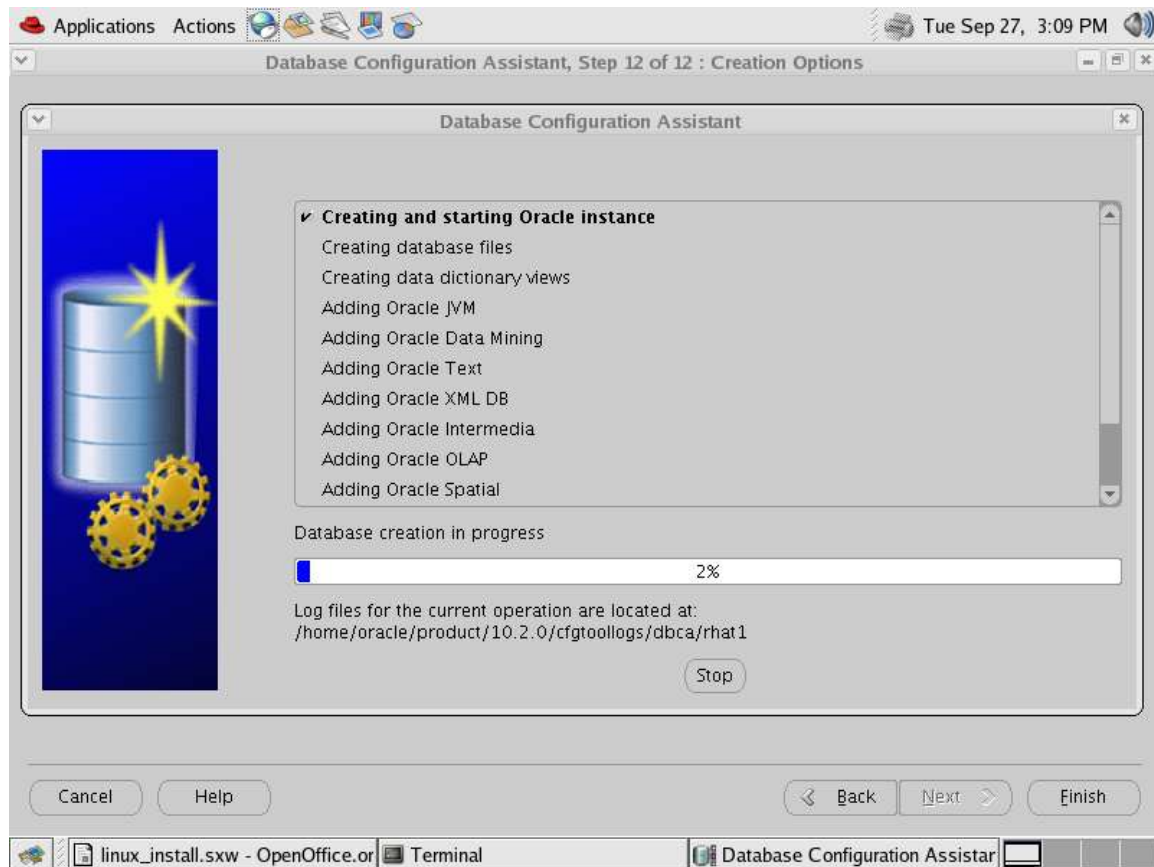 Applications Actions Tue Sep 27, 3:09 PM
Database Configuration Assistant, Step 12 of 12 : Creation Options
Database Configuration Assistant
Creating and starting Oracle instance
Creating database files
Creating data dictionary views
Adding Oracle JVM
Adding Oracle Data Mining
Adding Oracle Text
Adding Oracle XML DB
Adding Oracle Intermedia
Adding Oracle OLAP
Adding Oracle Spatial
Database creation in progress
2%
Log files for the current operation are located at:
/home/oracle/product/10.2.0/cfgtoollogs/dbca/rhat1
Stop
Cancel Help Back Next Finish
linux_install.sxw - OpenOffice.or Terminal Database Configuration Assistar